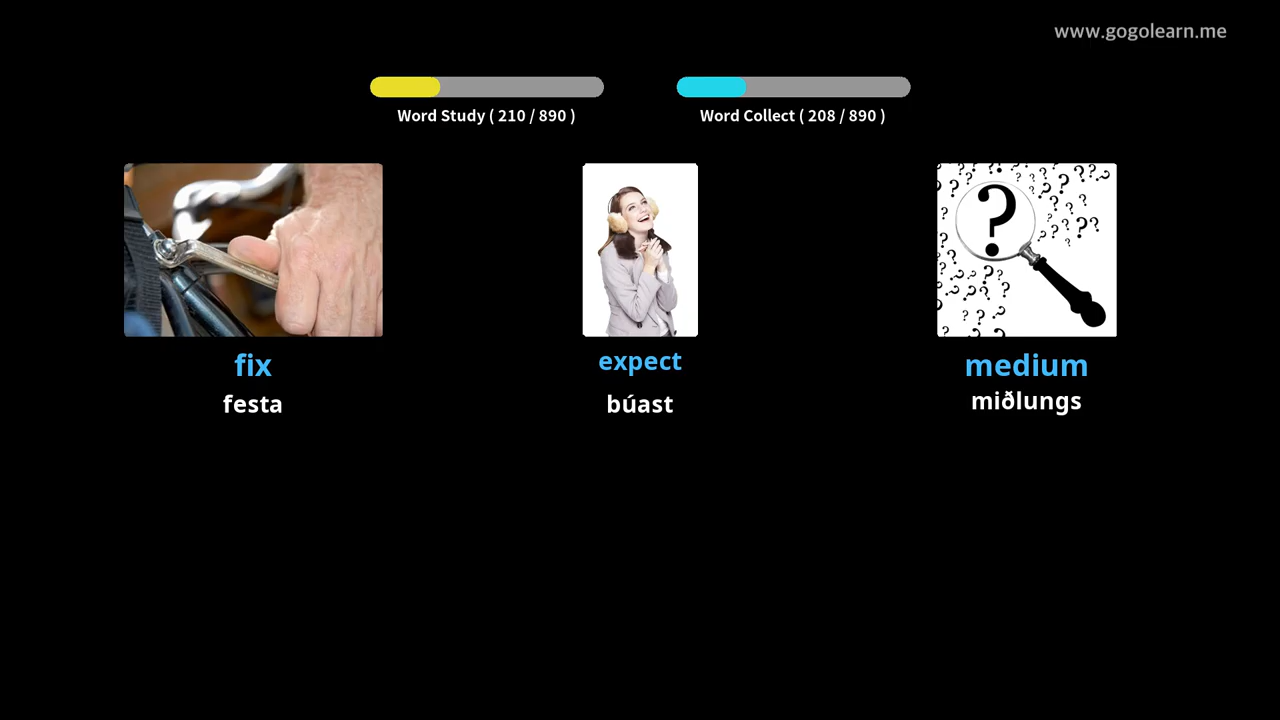 www.gogolearn.me
Word Study ( 210 / 890 )
Word Collect ( 208 / 890 )
fix
festa
expect
búast
medium
miðlungs